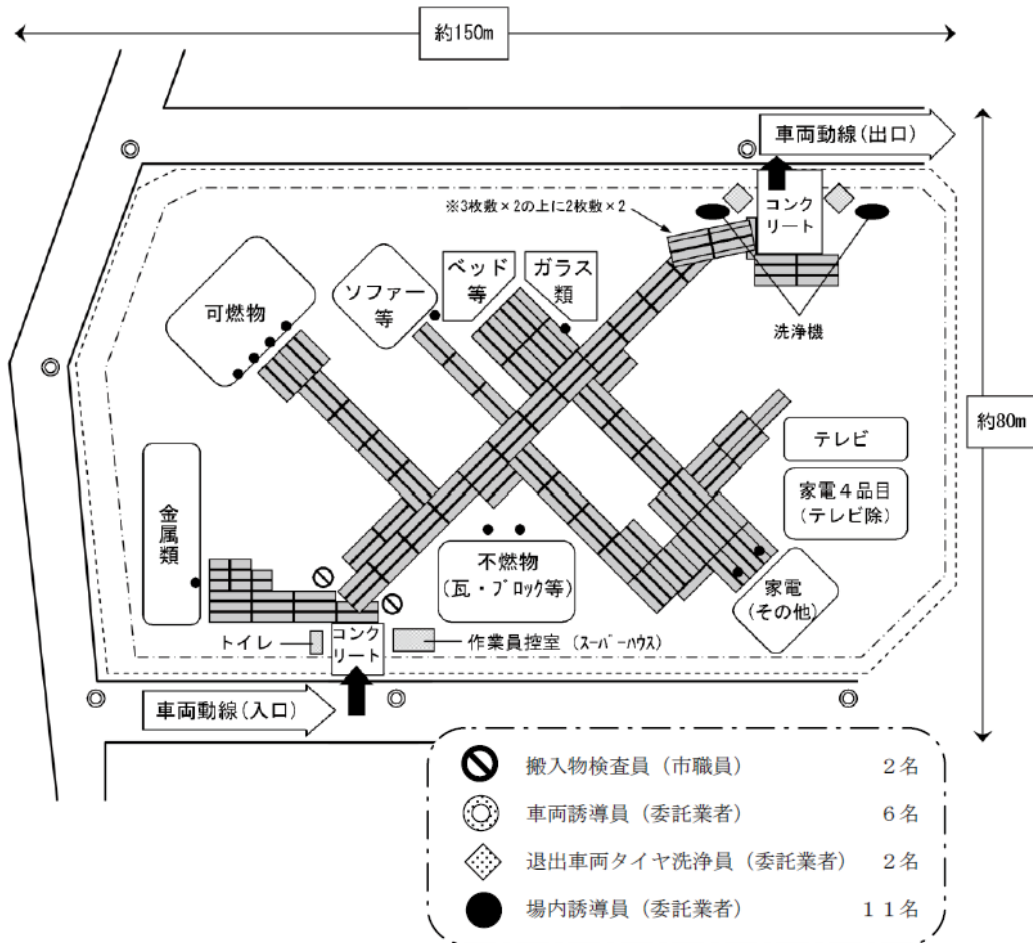 約150m
車両動線(出口)
コンク
リート
※3枚敷×2の上に2枚敷×2
洗浄機
ベッド
等
ガラス
類
ソファー
等
可燃物
約80m
テレビ
家電４品目
(テレビ除)
家電
(その他)
金属類
不燃物
(瓦・ﾌﾞﾛｯｸ等)
トイレ
コンク
リート
作業員控室 (ｽｰﾊﾟｰﾊｳｽ)
車両動線(入口)
搬入物検査員（市職員） 2名
車両誘導員（委託業者） 6名
退出車両タイヤ洗浄員（委託業者） 2名
場内誘導員（委託業者） 11名